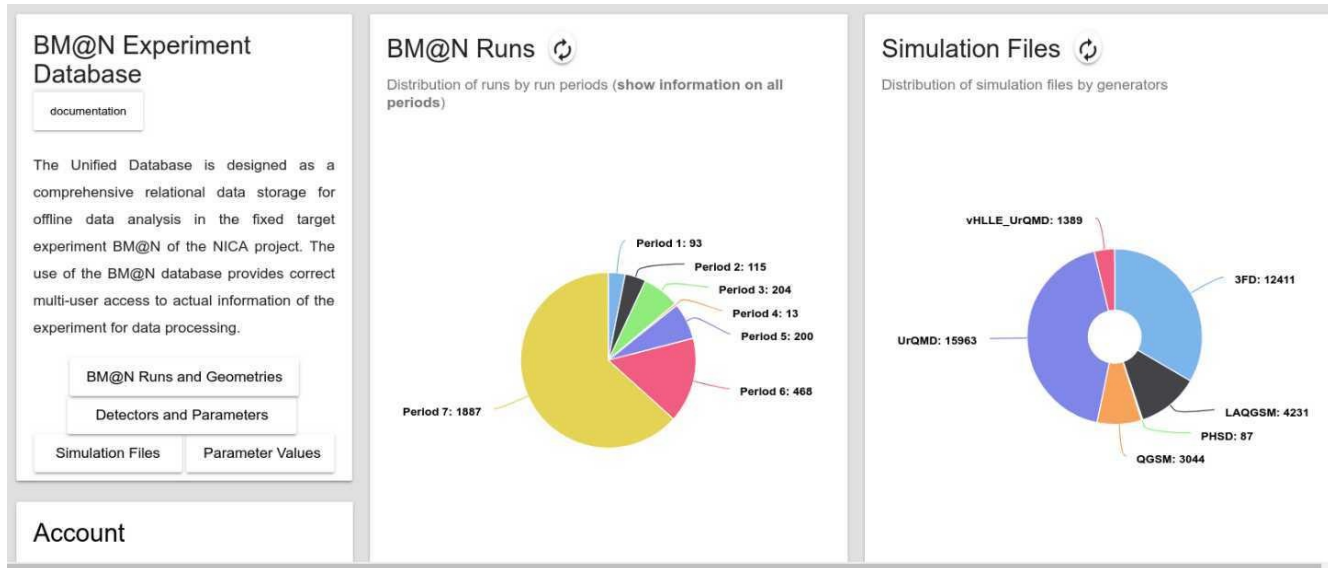 BM@N Experiment
Database
documentation
The Unified Database is designed as a
comprehensive relational data storage for
offline data analysis in the fixed target
experiment BM@N of the NICA project. The
use of the BM@N database provides correct
multi-user access to actual information of the
experiment for data processing.
BM@N Runs and Geometries
Detectors and Parameters
Simulation Files
Parameter Values
Account
BM@N Runs
Distribution of runs by run periods (show information on all
periods)
Period 1: 93
Period 2: 115
Period 3: 204
Period 4: 13
Period 5: 200
Period 6: 468
Period 7: 1887
Simulation Files
Distribution of simulation files by generators
vHLLE_UrQMD: 1389
3FD: 12411
UrQMD: 15963
LAQGSM: 4231
PHSD: 87
QGSM: 3044